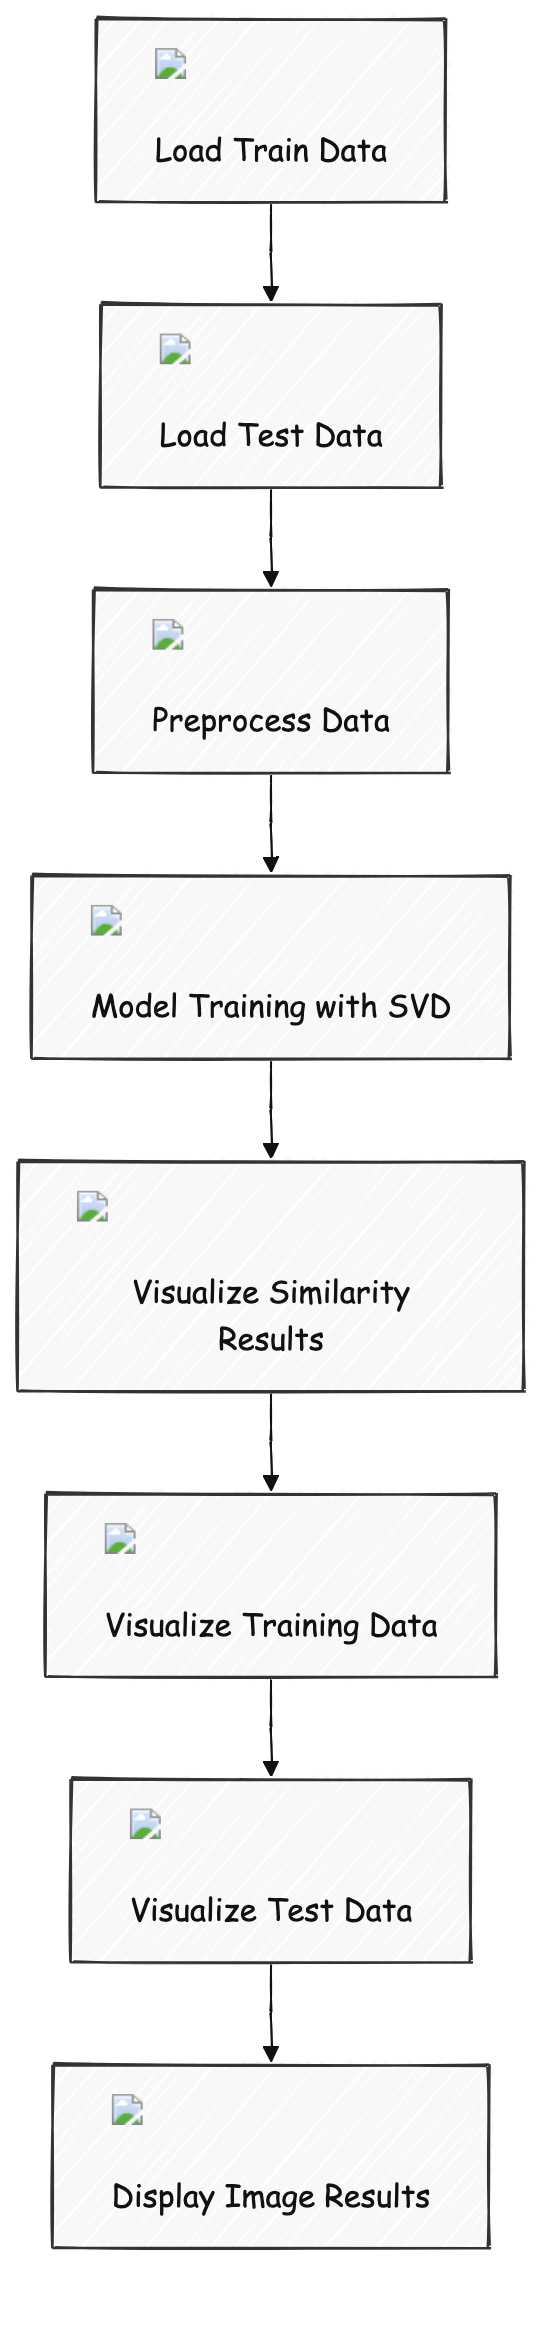 Load Train Data
Load Test Data
Preprocess Data
Model Training with SVD
Visualize Similarity
Results
Visualize Training Data
Visualize Test Data
Display Image Results